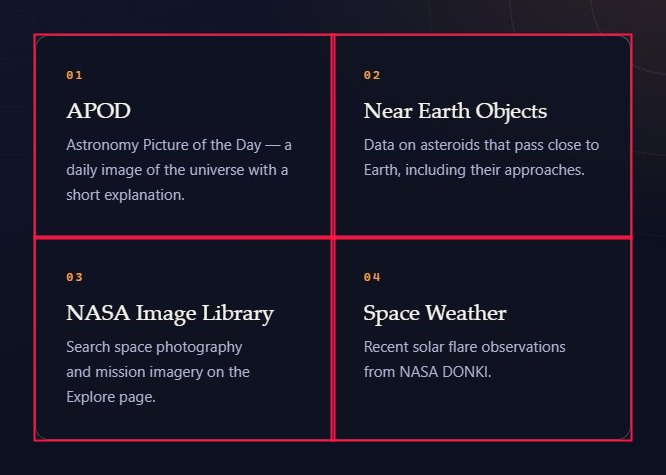 01
APOD
Astronomy Picture of the Day — a
daily image of the universe with a
short explanation.
02
Near Earth Objects
Data on asteroids that pass close to
Earth, including their approaches.
03
NASA Image Library
Search space photography
and mission imagery on the
Explore page.
04
Space Weather
Recent solar flare observations
from NASA DONKI.